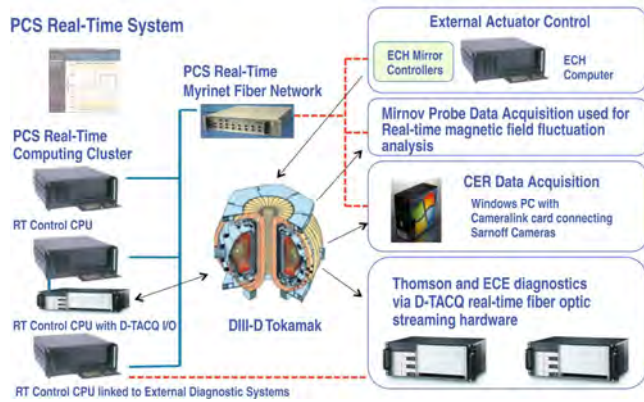 PCS Real-Time System
PCS Real-Time
Myrinet Fiber Network
PCS Real-Time
Computing Cluster
RT Control CPU
RT Control CPU with D-TACQ I/O
RT Control CPU linked to External Diagnostic Systems
DIII-D Tokamak
External Actuator Control
ECH Mirror
Controllers
ECH
Computer
Mirnov Probe Data Acquisition used for
Real-time magnetic field fluctuation
analysis
CER Data Acquisition
Windows PC with
Cameralink card connecting
Sarnoff Cameras
Thomson and ECE diagnostics
via D-TACQ real-time fiber optic
streaming hardware